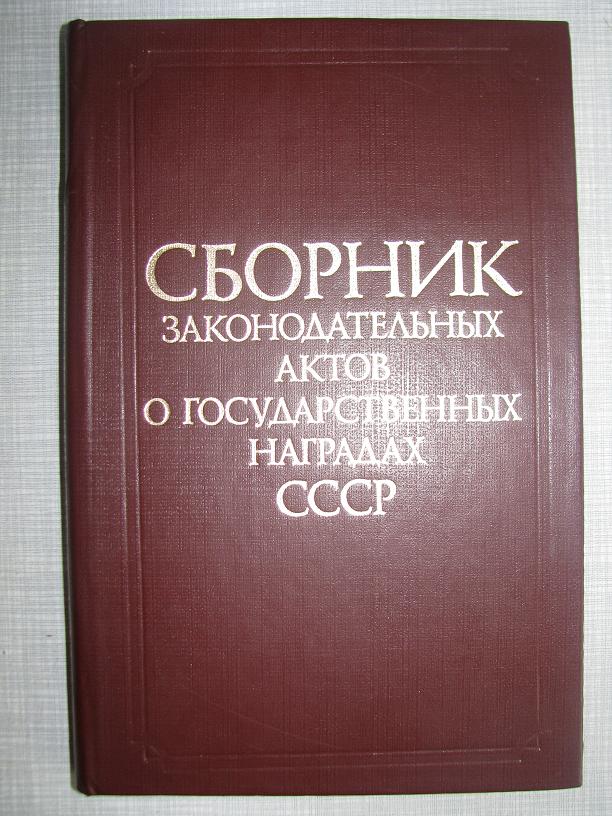 СБОРНИК
ЗАКОНОДАТЕЛЬНЫХ
АКТОВ
О ГОСУДАРСТВЕННЫХ
НАГРАДАХ
СССР